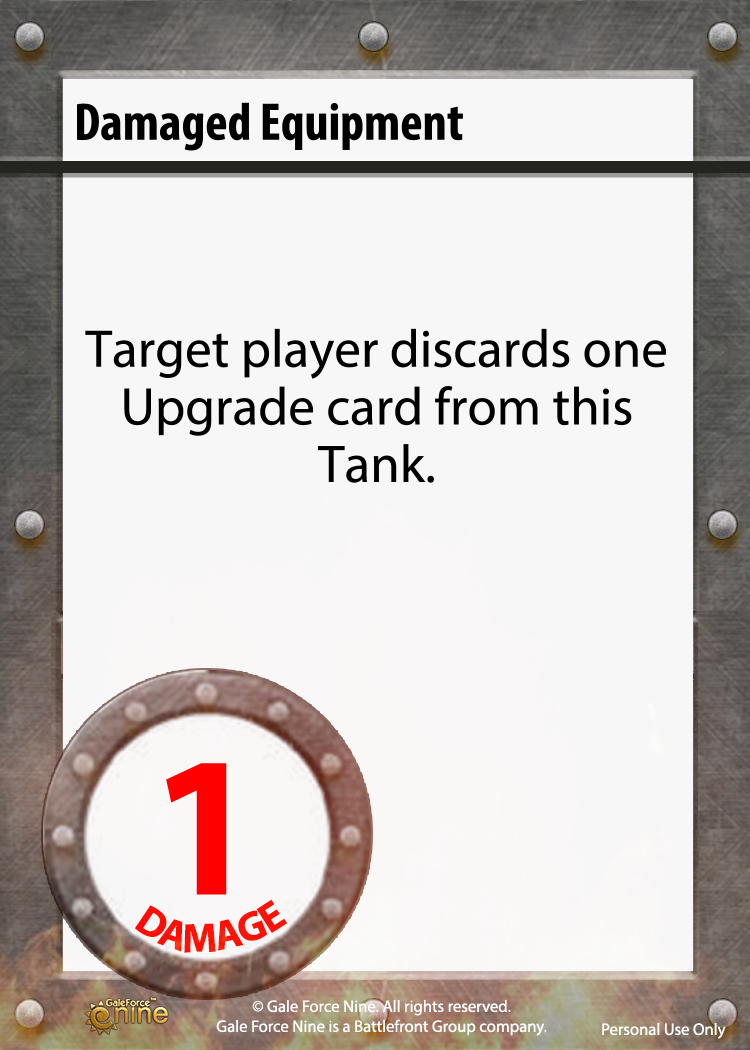 Damaged Equipment
Target player discards one
Upgrade card from this
Tank.
1
DAMAGE
GaleForce™
nine
© Gale Force Nine. All rights reserved.
Gale Force Nine is a Battlefront Group company.
Personal Use Only